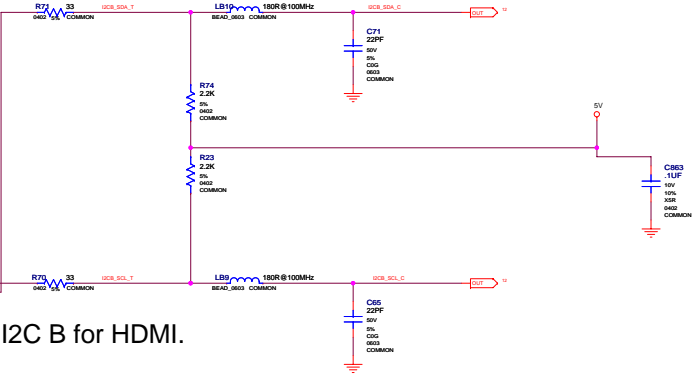 R71 33 I2CB_SDA_T LB10 180R@100MHz I2CB_SDA_C OUT 12
0402 5% COMMON BEAD_0603 COMMON
C71
22PF
50V
5%
C0G
0603
COMMON
R74
2.2K
5%
0402
COMMON
5V
R23
2.2K
5%
0402
COMMON
C863
.1UF
10V
10%
X5R
0402
COMMON
R70 33 I2CB_SCL_T LB9 180R@100MHz I2CB_SCL_C OUT 12
0402 5% COMMON BEAD_0603 COMMON
C65
22PF
50V
5%
C0G
0603
COMMON
I2C B for HDMI.